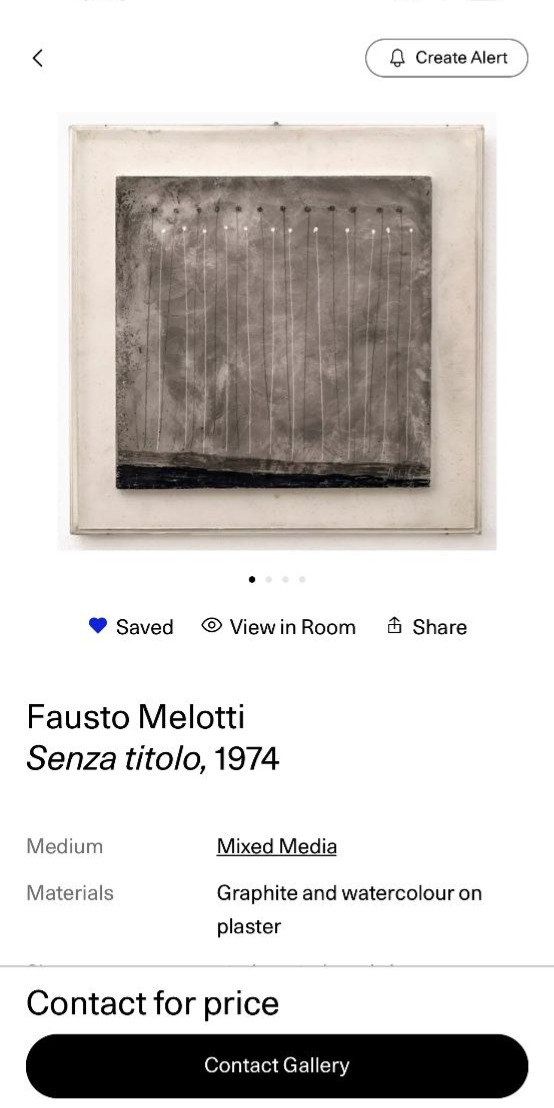 Create Alert
Saved
View in Room
Share
Fausto Melotti
Senza titolo, 1974
Medium
Mixed Media
Materials
Graphite and watercolour on
plaster
Contact for price
Contact Gallery